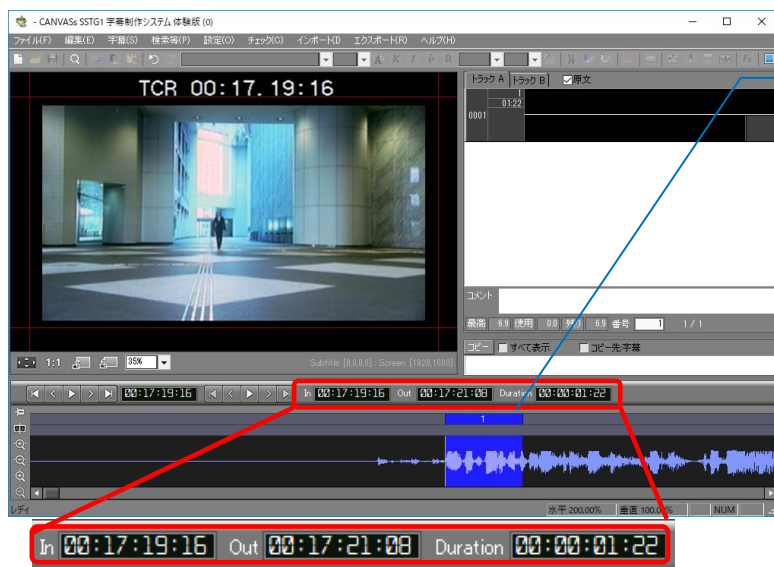 - CANVASs SSTG1 字幕制作システム 体験版 (0)
ファイル(F) 編集(E) 字幕(S) 検索等(P) 設定(O) チェック(C) インポート(I) エクスポート(R) ヘルプ(H)
TCR 00:17.19:16
トラック A トラック B 原文
1
01:22
0001
コメント
最高 6.9 使用 0.0 残り 6.9 番号 1 1 / 1
コピー すべて表示 コピー先字幕
1:1 35% Subtitle [0,0,0,0] : Screen [1920,1080]
00:17:19:16 In 00:17:19:16 Out 00:17:21:08 Duration 00:00:01:22
1
レディ 水平 200.00% 垂直 100.00% NUM
In 00:17:19:16 Out 00:17:21:08 Duration 00:00:01:22